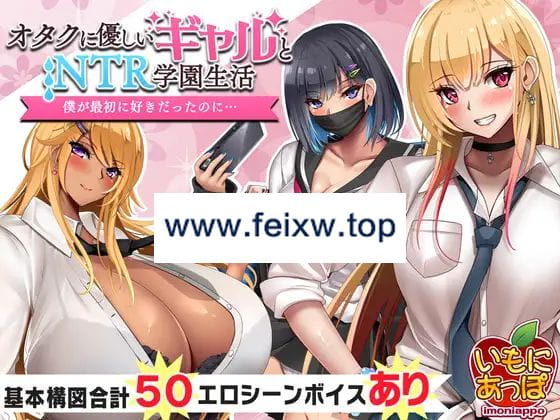 オタクに優しいギャルと
NTR学園生活
僕が最初に好きだったのに…
www.feixw.top
いもに
あっぽ
imoniappo
基本構図合計50エロシーンボイスあり